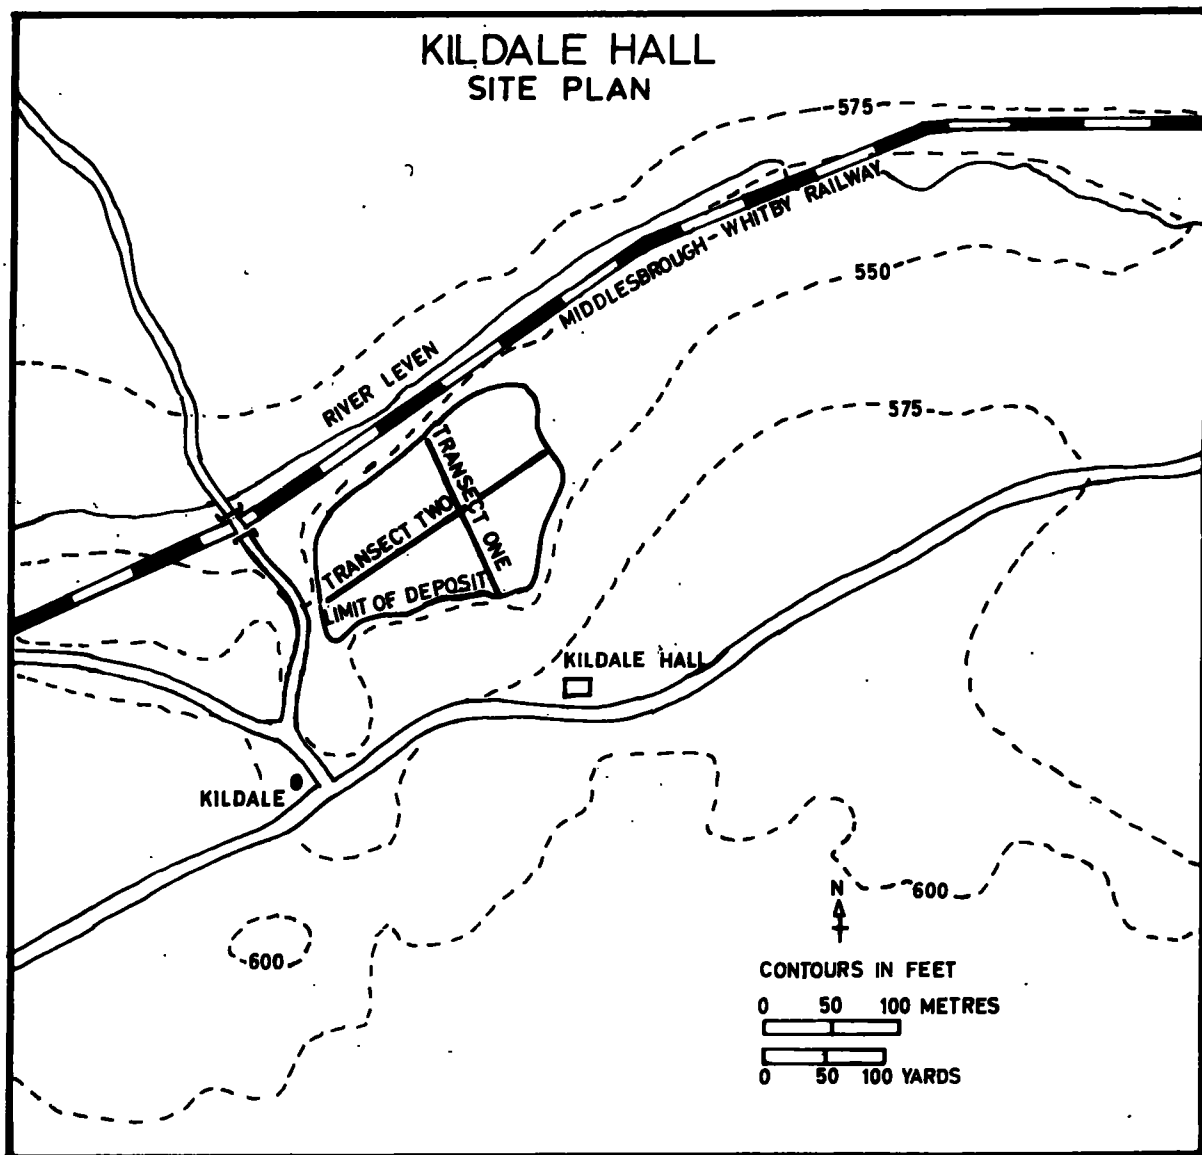 KILDALE HALL
SITE PLAN
575
MIDDLESBROUGH-WHITBY RAILWAY
550
RIVER LEVEN
575
TRANSECT ONE
TRANSECT TWO
LIMIT OF DEPOSIT
KILDALE HALL
KILDALE
N
600
600
CONTOURS IN FEET
0 50 100 METRES
0 50 100 YARDS